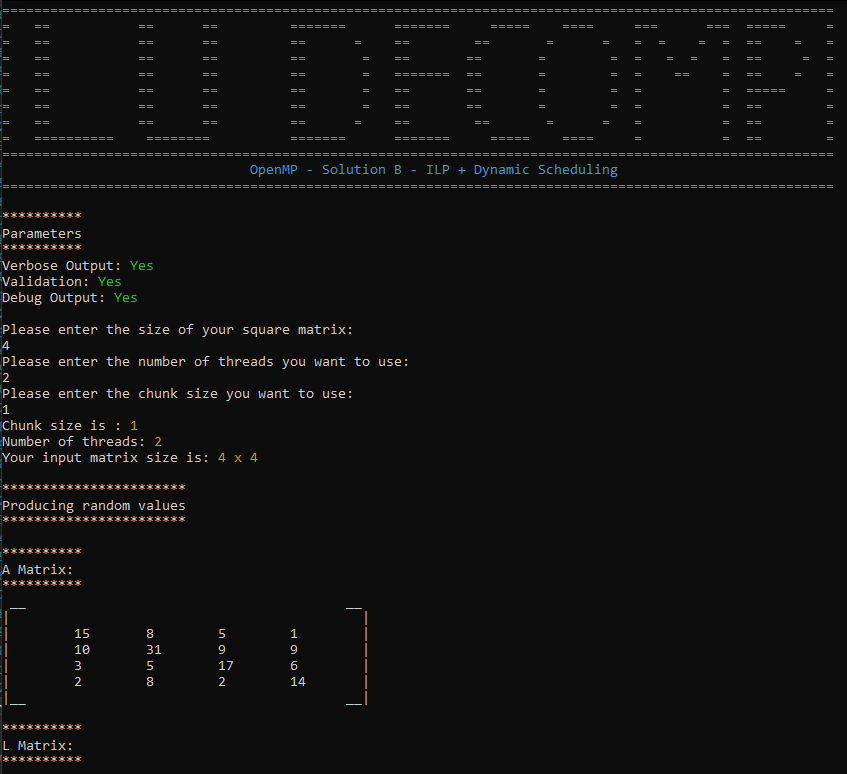 LU DECOMP
OpenMP - Solution B - ILP + Dynamic Scheduling
**********
Parameters
**********
Verbose Output: Yes
Validation: Yes
Debug Output: Yes
Please enter the size of your square matrix:
4
Please enter the number of threads you want to use:
2
Please enter the chunk size you want to use:
1
Chunk size is : 1
Number of threads: 2
Your input matrix size is: 4 x 4
***********************
Producing random values
***********************
**********
A Matrix:
**********
15 8 5 1
10 31 9 9
3 5 17 6
2 8 2 14
**********
L Matrix:
**********